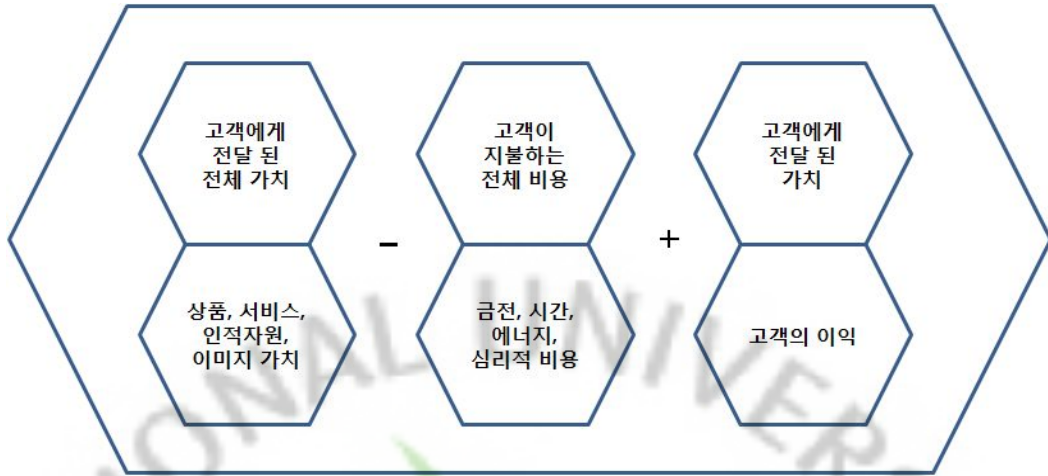 고객에게
전달 된
전체 가치
고객이
지불하는
전체 비용
고객에게
전달 된
가치
-
+
상품, 서비스,
인적자원,
이미지 가치
금전, 시간,
에너지,
심리적 비용
고객의 이익
IONAL UNIVER